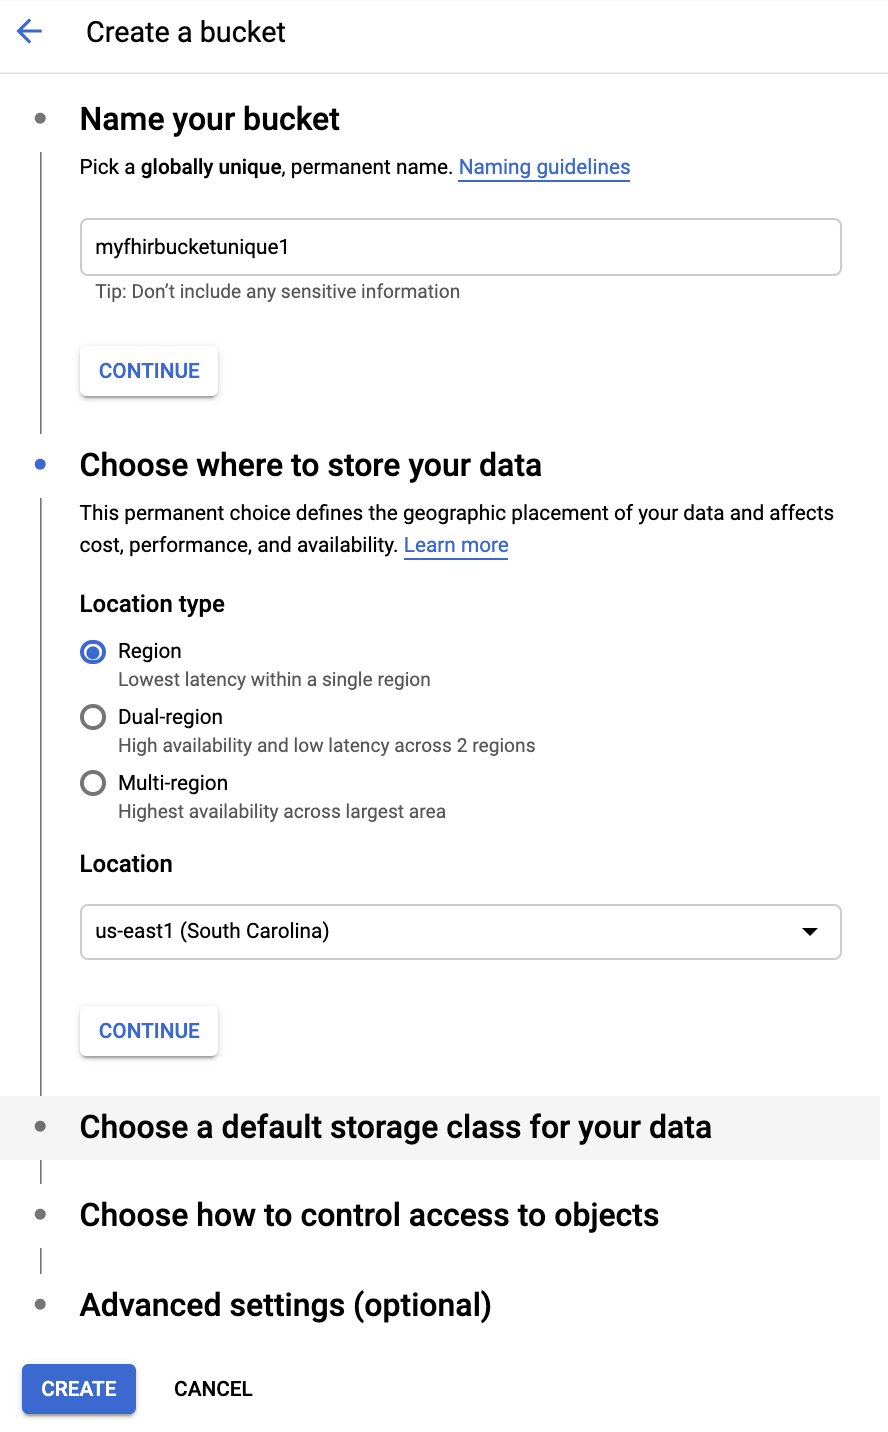 Create a bucket
Name your bucket
Pick a globally unique, permanent name. Naming guidelines
myfhirbucketunique1
Tip: Don’t include any sensitive information
CONTINUE
Choose where to store your data
This permanent choice defines the geographic placement of your data and affects
cost, performance, and availability. Learn more
Location type
Region
Lowest latency within a single region
Dual-region
High availability and low latency across 2 regions
Multi-region
Highest availability across largest area
Location
us-east1 (South Carolina)
CONTINUE
Choose a default storage class for your data
Choose how to control access to objects
Advanced settings (optional)
CREATE CANCEL